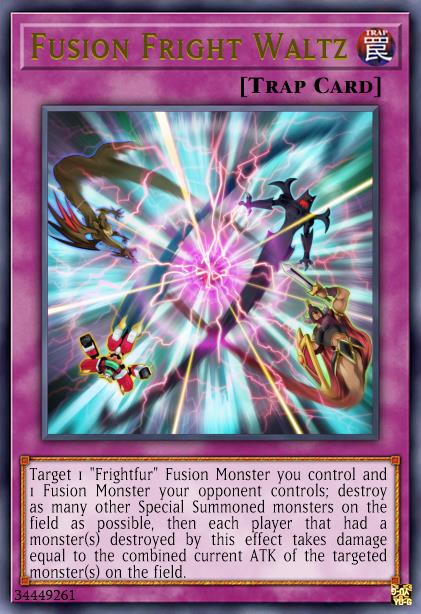 Fusion Fright Waltz
TRAP
罠
[Trap Card]
Target 1 "Frightfur" Fusion Monster you control and
1 Fusion Monster your opponent controls; destroy
as many other Special Summoned monsters on the
field as possible, then each player that had a
monster(s) destroyed by this effect takes damage
equal to the combined current ATK of the targeted
monster(s) on the field.
34449261